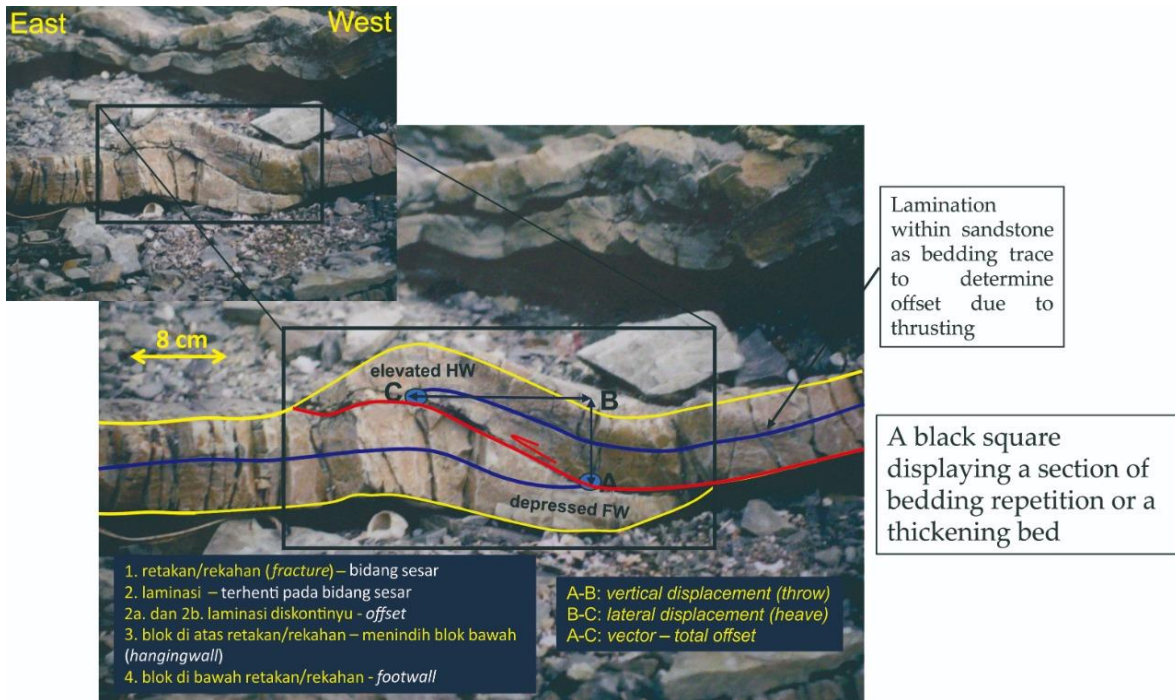 East
West
Lamination
within sandstone
as bedding trace
to determine
offset due to
thrusting
8 cm
elevated HW
C
B
A
depressed FW
A black square
displaying a section of
bedding repetition or a
thickening bed
1. retakan/rekahan (fracture) – bidang sesar
2. laminasi – terhenti pada bidang sesar
2a. dan 2b. laminasi diskontinyu - offset
3. blok di atas retakan/rekahan – menindih blok bawah
(hangingwall)
4. blok di bawah retakan/rekahan - footwall
A-B: vertical displacement (throw)
B-C: lateral displacement (heave)
A-C: vector – total offset